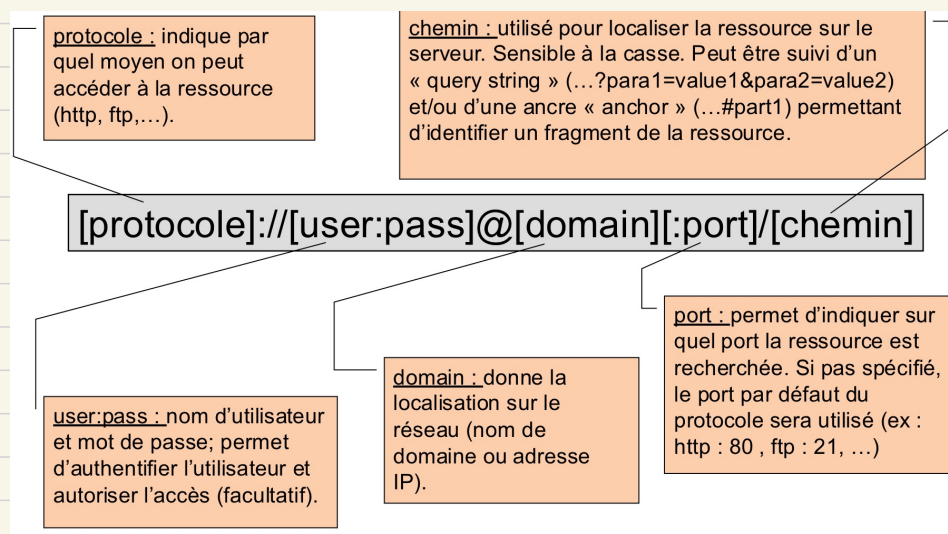 protocole : indique par
quel moyen on peut
accéder à la ressource
(http, ftp,…).
chemin : utilisé pour localiser la ressource sur le
serveur. Sensible à la casse. Peut être suivi d’un
« query string » (…?para1=value1&para2=value2)
et/ou d’une ancre « anchor » (…#part1) permettant
d’identifier un fragment de la ressource.
[protocole]://[user:pass]@[domain][:port]/[chemin]
user:pass : nom d’utilisateur
et mot de passe; permet
d’authentifier l’utilisateur et
autoriser l’accès (facultatif).
domain : donne la
localisation sur le
réseau (nom de
domaine ou adresse
IP).
port : permet d’indiquer sur
quel port la ressource est
recherchée. Si pas spécifié,
le port par défaut du
protocole sera utilisé (ex :
http : 80 , ftp : 21, …)